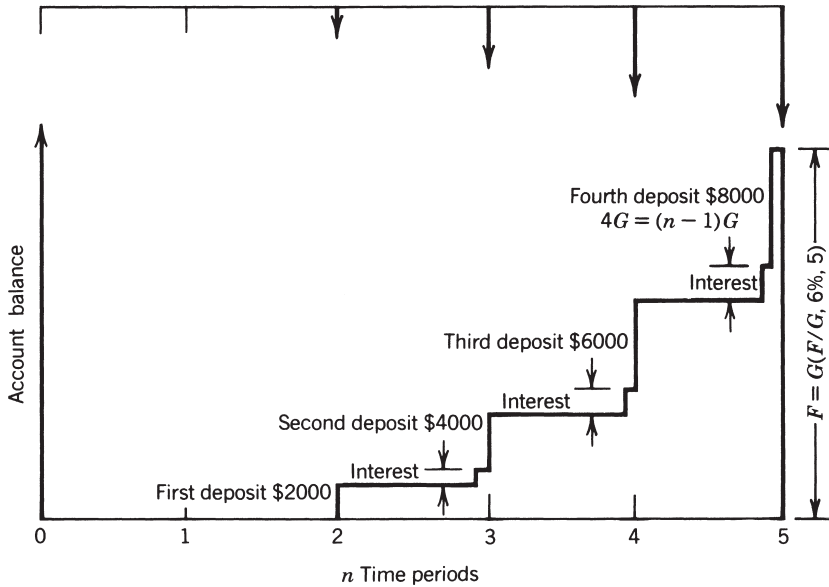 Fourth deposit $8000
4G = (n − 1)G
Interest
Third deposit $6000
Interest
Second deposit $4000
Interest
First deposit $2000
Account balance
F = G(F/G, 6%, 5)
0 1 2 3 4 5
n Time periods